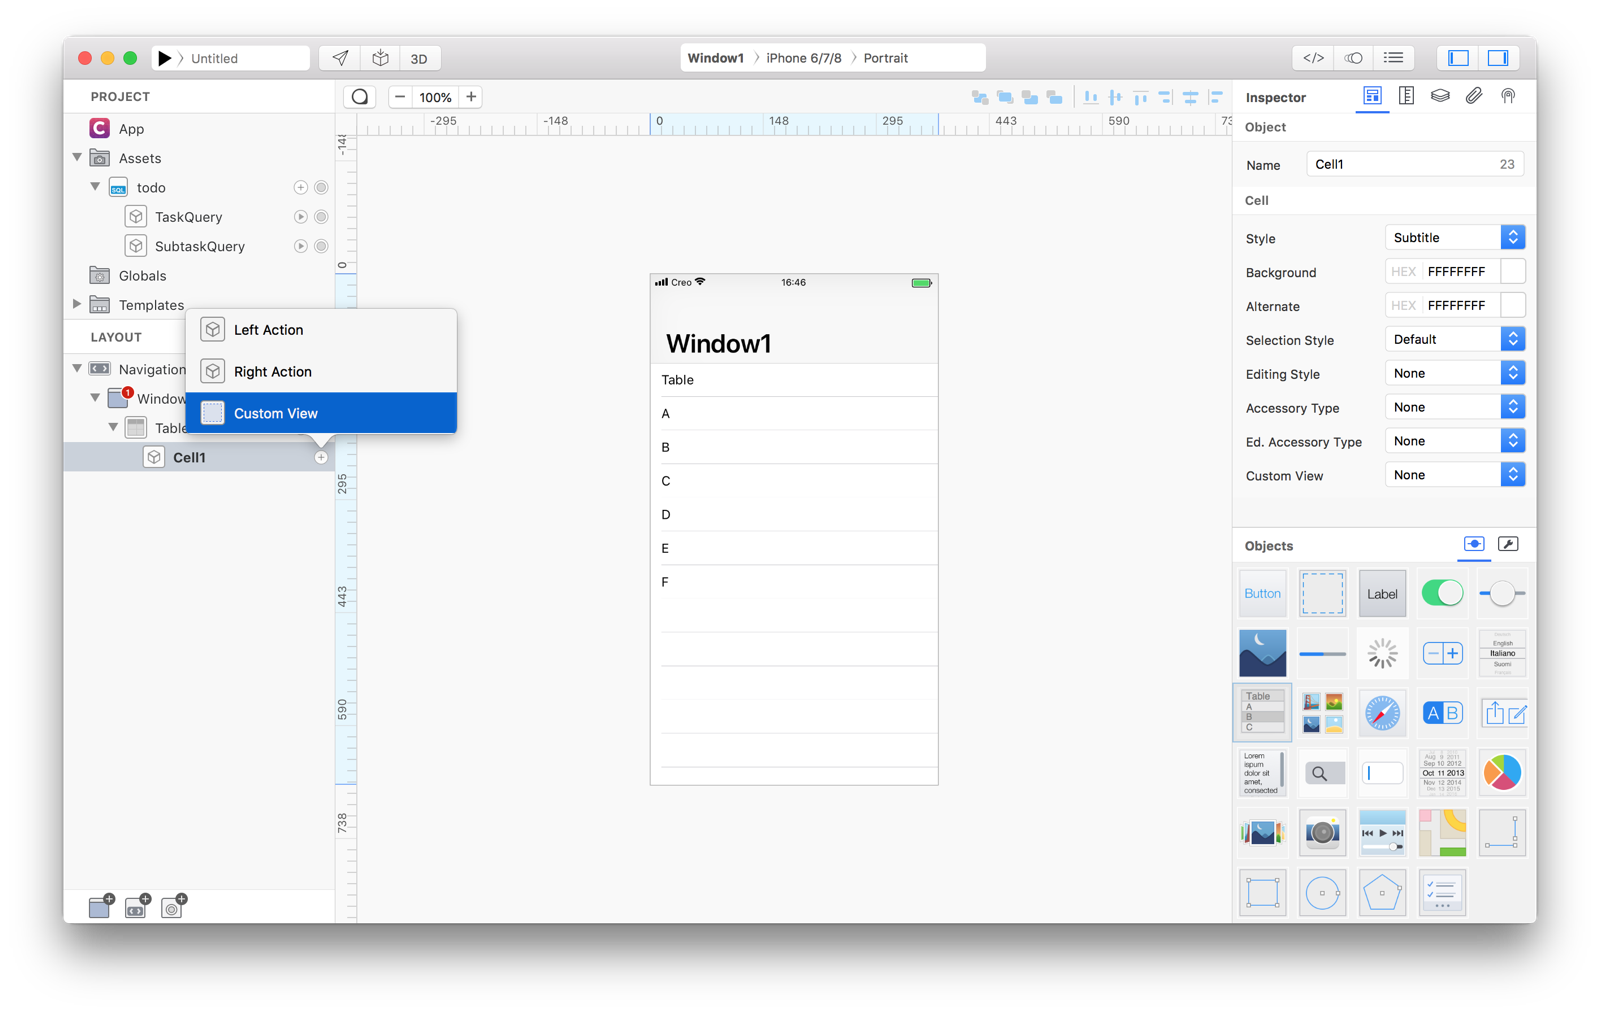 Untitled
3D
Window1
iPhone 6/7/8
Portrait
</>
PROJECT
App
Assets
SQL
todo
TaskQuery
SubtaskQuery
Globals
Templates
LAYOUT
Navigation
1
Window
Table
Cell1
Left Action
Right Action
Custom View
100%
-295
-148
0
148
295
443
590
73
-148
0
295
443
590
738
Creo
16:46
Window1
Table
A
B
C
D
E
F
Inspector
Object
Name
Cell1
23
Cell
Style
Subtitle
Background
HEX
FFFFFFFF
Alternate
HEX
FFFFFFFF
Selection Style
Default
Editing Style
None
Accessory Type
None
Ed. Accessory Type
None
Custom View
None
Objects
Button
Label
English
Italiano
Suomi
Table
A
B
C
A B
Lorem
ispum
dolor sit
amet,
consected
Aug 9 2011
Sep 10 2012
Oct 11 2013
Nov 12 2014
Dec 13 2015